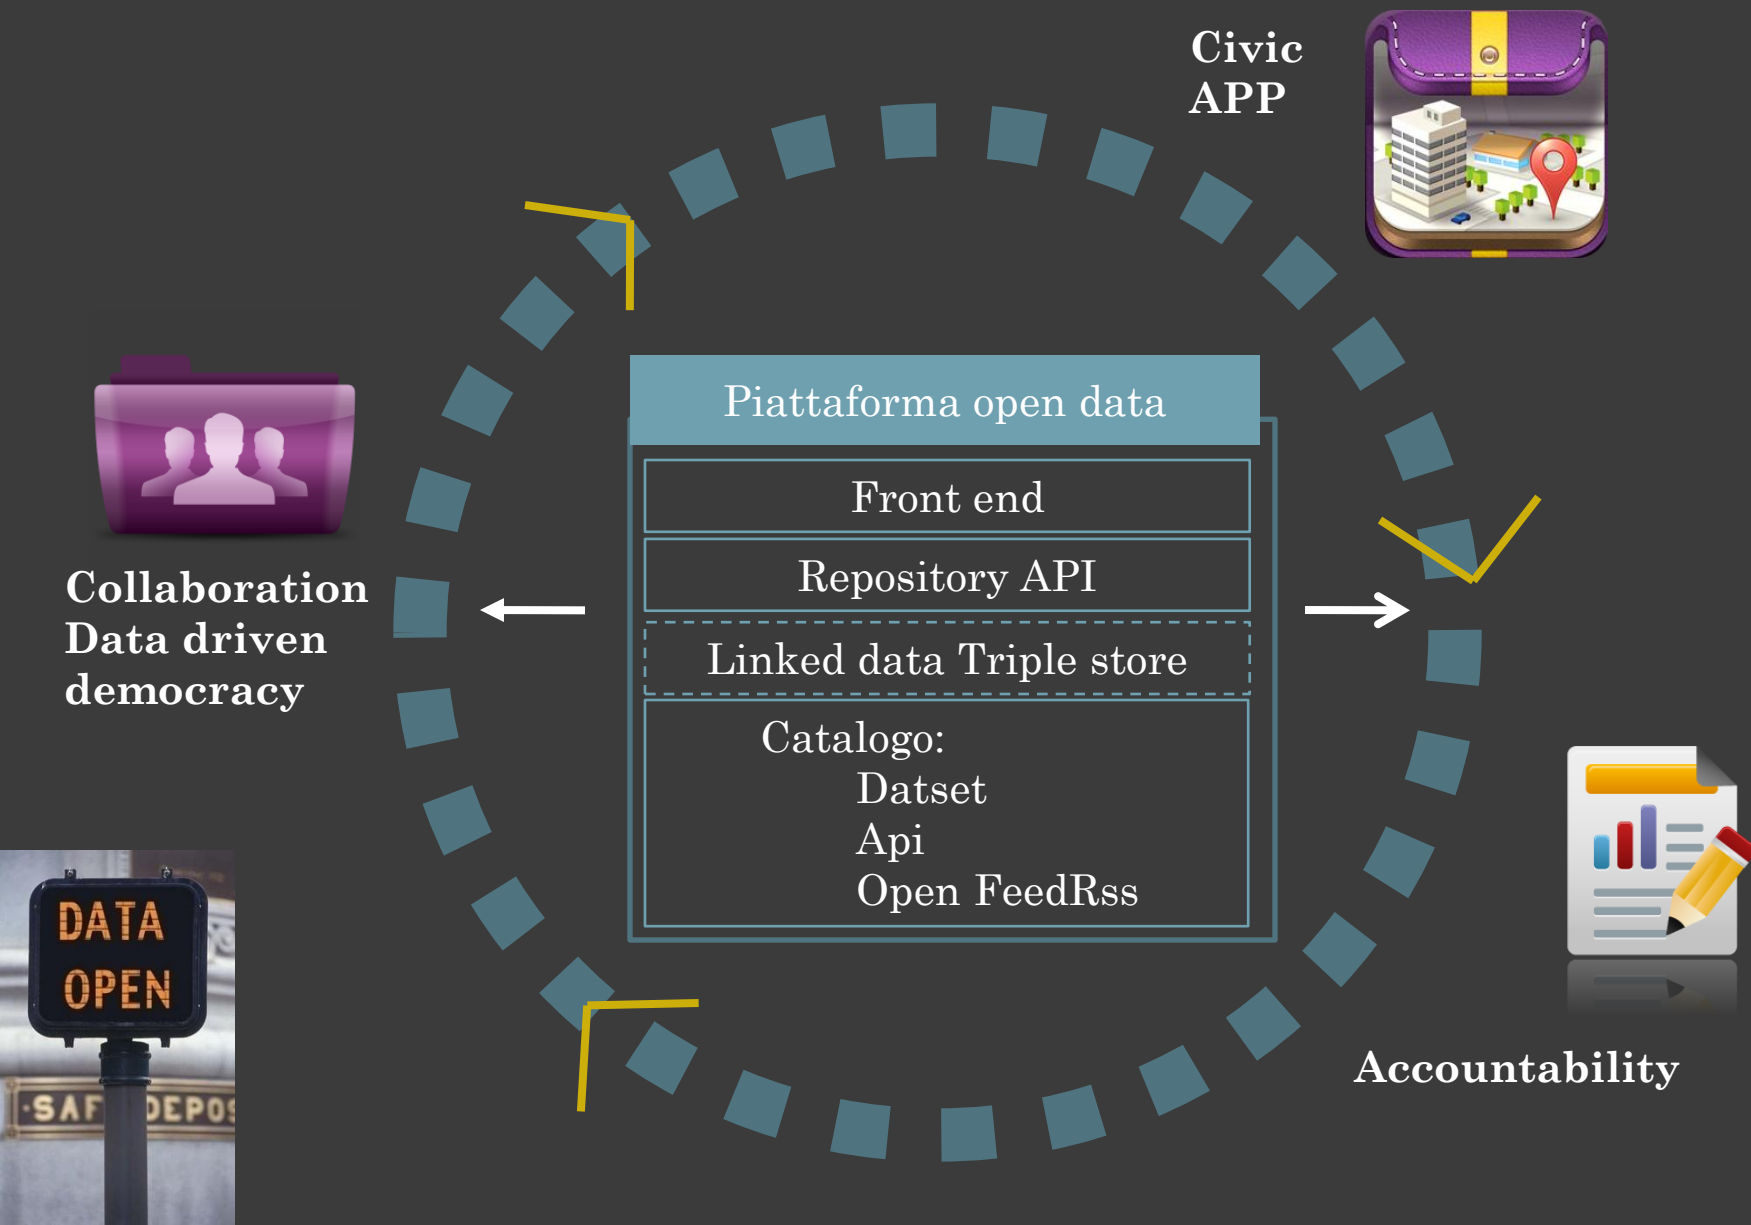 Civic
APP
Piattaforma open data
Front end
Repository API
Linked data Triple store
Catalogo:
Datset
Api
Open FeedRss
Collaboration
Data driven
democracy
Accountability
DATA
OPEN